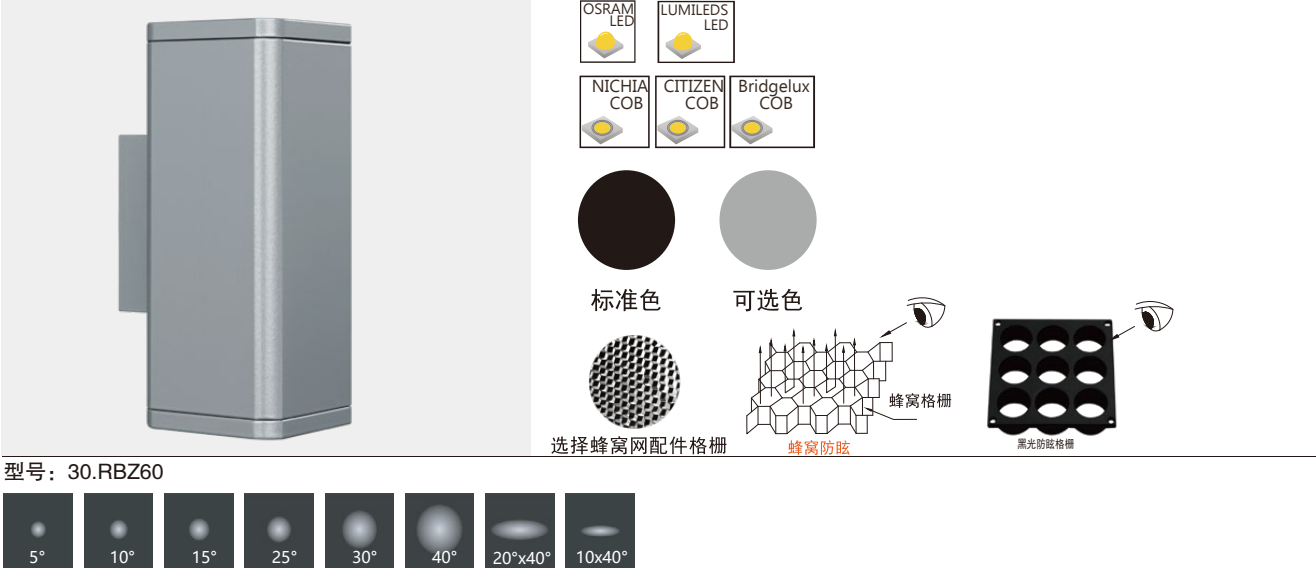 OSRAM
LED
LUMILEDS
LED
NICHIA
COB
CITIZEN
COB
Bridgelux
COB
标准色
可选色
蜂窝格栅
选择蜂窝网配件格栅
蜂窝防眩
黑光防眩格栅
型号：30.RBZ60
5°
10°
15°
25°
30°
40°
20°x40°
10x40°